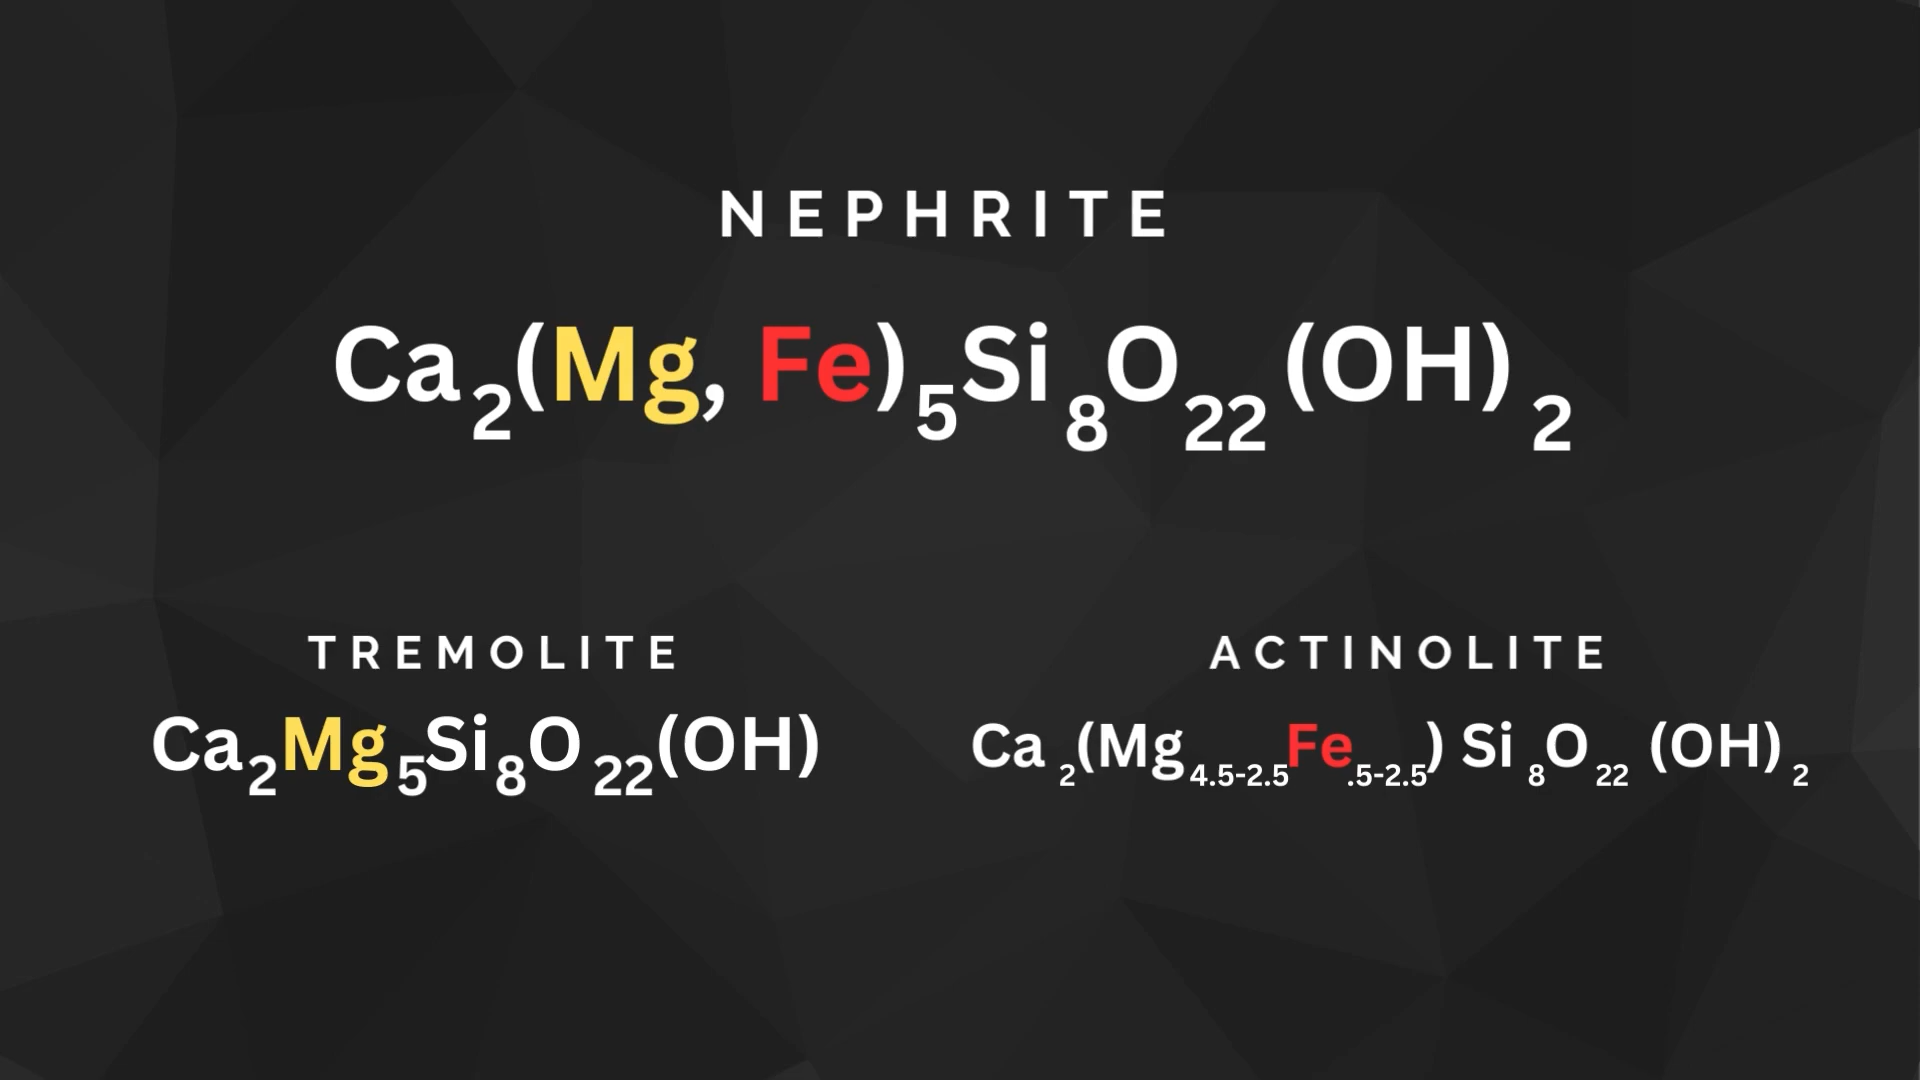 NEPHRITE
Ca₂(Mg, Fe)₅Si₈O₂₂(OH)₂
TREMOLITE
Ca₂Mg₅Si₈O₂₂(OH)
ACTINOLITE
Ca₂(Mg₄.₅-₂.₅Fe.₅-₂.₅) Si₈O₂₂ (OH)₂